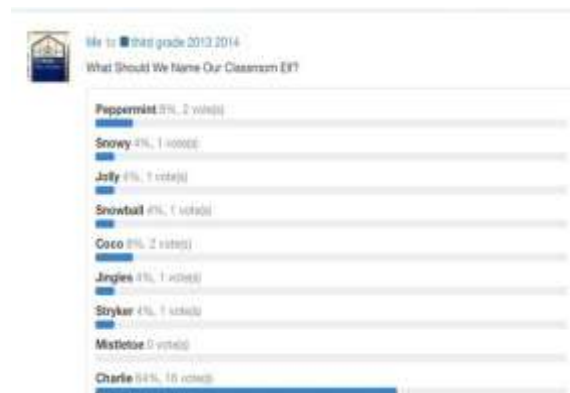 Me to third grade 2013 2014
What Should We Name Our Classroom Elf?
Peppermint 8%, 2 vote(s)
Snowy 4%, 1 vote(s)
Jolly 4%, 1 vote(s)
Snowball 4%, 1 vote(s)
Coco 8%, 2 vote(s)
Jingles 4%, 1 vote(s)
Stryker 4%, 1 vote(s)
Mistletoe 0 vote(s)
Charlie 64%, 16 vote(s)